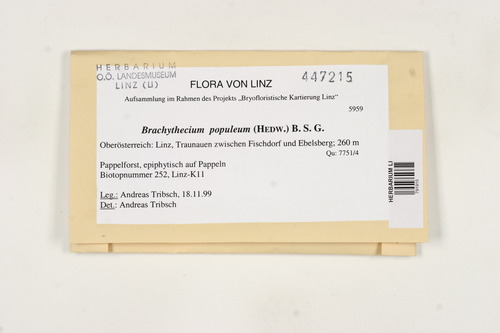 HERBARIUM
O.Ö. LANDESMUSEUM
LINZ (LI)
447215
FLORA VON LINZ
Aufsammlung im Rahmen des Projekts „Bryofloristische Kartierung Linz“
5959
Brachythecium populeum (HEDW.) B. S. G.
Oberösterreich: Linz, Traunauen zwischen Fischdorf und Ebelsberg; 260 m
Qu: 7751/4
Pappelforst, epiphytisch auf Pappeln
Biotopnummer 252, Linz-K11
Leg.: Andreas Tribsch, 18.11.99
Det.: Andreas Tribsch
HERBARIUM LI